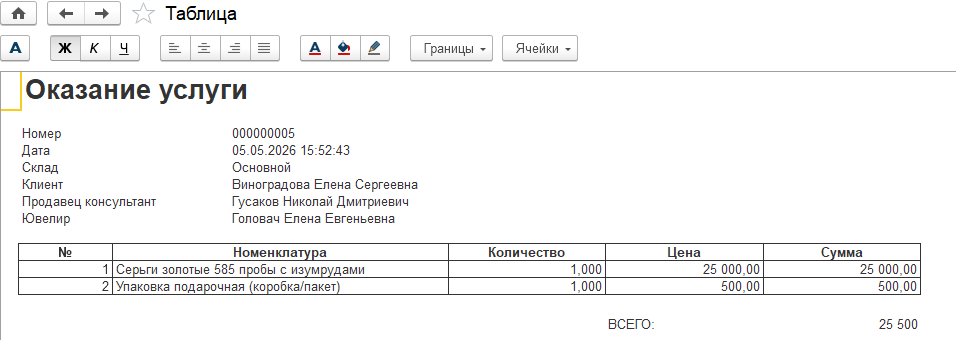 Таблица
А Ж К Ч А Границы Ячейки
Оказание услуги
Номер 000000005
Дата 05.05.2026 15:52:43
Склад Основной
Клиент Виноградова Елена Сергеевна
Продавец консультант Гусаков Николай Дмитриевич
Ювелир Головач Елена Евгеньевна
№ Номенклатура Количество Цена Сумма
1 Серьги золотые 585 пробы с изумрудами 1,000 25 000,00 25 000,00
2 Упаковка подарочная (коробка/пакет) 1,000 500,00 500,00
ВСЕГО: 25 500